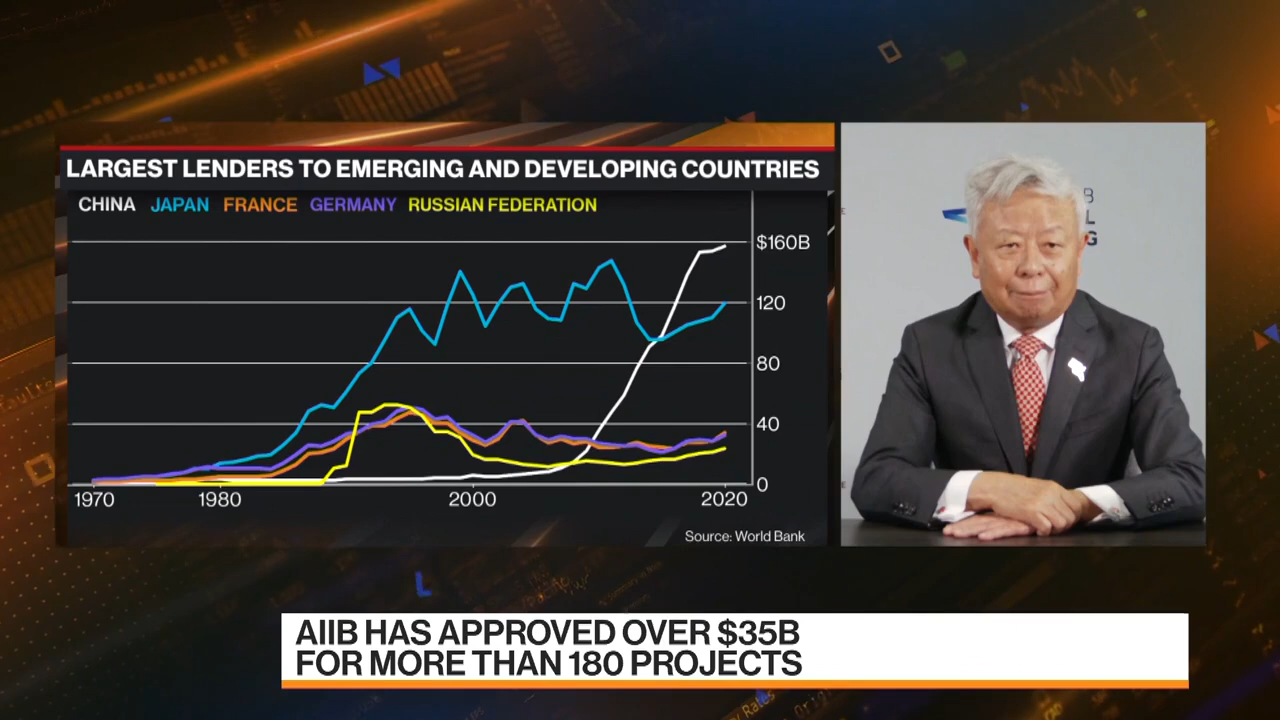 LARGEST LENDERS TO EMERGING AND DEVELOPING COUNTRIES
CHINA JAPAN FRANCE GERMANY RUSSIAN FEDERATION
$160B
120
80
40
0
1970 1980 2000 2020
Source: World Bank
AIIB HAS APPROVED OVER $35B
FOR MORE THAN 180 PROJECTS